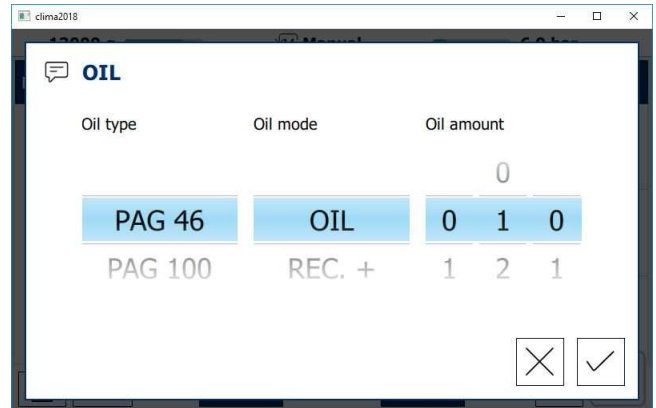 clima2018
OIL
Oil type Oil mode Oil amount
0
PAG 46 OIL 0 1 0
PAG 100 REC. + 1 2 1